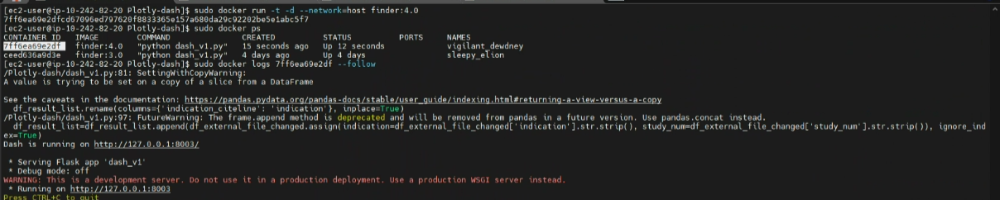 [ec2-user@ip-10-242-82-20 Plotly-dash]$ sudo docker run -t -d --network=host finder:4.0
7ff6ea69e2dfcd67096ed797620f8833365e157a680da29c92202be5e1abc5f7
[ec2-user@ip-10-242-82-20 Plotly-dash]$ sudo docker ps
CONTAINER ID   IMAGE        COMMAND               CREATED          STATUS          PORTS     NAMES
7ff6ea69e2df   finder:4.0   "python dash_v1.py"   15 seconds ago   Up 12 seconds             vigilant_dewdney
ceed636a9d3e   finder:3.0   "python dash_v1.py"   4 days ago       Up 4 days                 sleepy_elion
[ec2-user@ip-10-242-82-20 Plotly-dash]$ sudo docker logs 7ff6ea69e2df --follow
/Plotly-dash/dash_v1.py:81: SettingWithCopyWarning:
A value is trying to be set on a copy of a slice from a DataFrame
See the caveats in the documentation: https://pandas.pydata.org/pandas-docs/stable/user_guide/indexing.html#returning-a-view-versus-a-copy
  df_result_list.rename(columns={'indication_citeline': 'indication'}, inplace=True)
/Plotly-dash/dash_v1.py:97: FutureWarning: The frame.append method is deprecated and will be removed from pandas in a future version. Use pandas.concat instead.
  df_result_list=df_result_list.append(df_external_file_changed.assign(indication=df_external_file_changed['indication'].str.strip(), study_num=df_external_file_changed['study_num'].str.strip()), ignore_ind
ex=True)
Dash is running on http://127.0.0.1:8003/
 * Serving Flask app 'dash_v1'
 * Debug mode: off
WARNING: This is a development server. Do not use it in a production deployment. Use a production WSGI server instead.
 * Running on http://127.0.0.1:8003
Press CTRL+C to quit